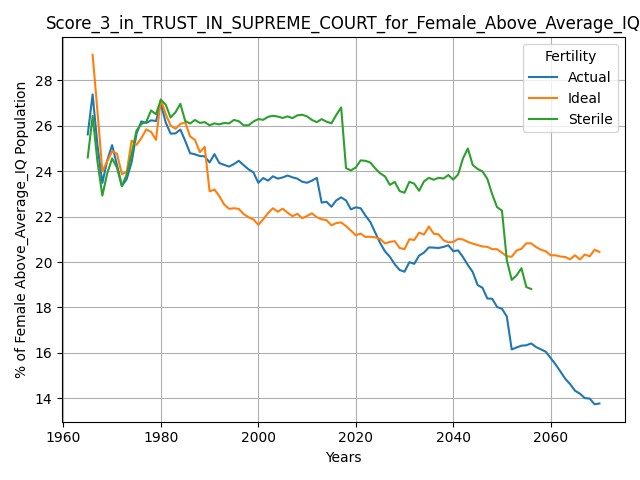 Score_3_in_TRUST_IN_SUPREME_COURT_for_Female_Above_Average_IQ
% of Female Above_Average_IQ Population
28
26
24
22
20
18
16
14
Fertility
Actual
Ideal
Sterile
1960
1980
2000
2020
2040
2060
Years